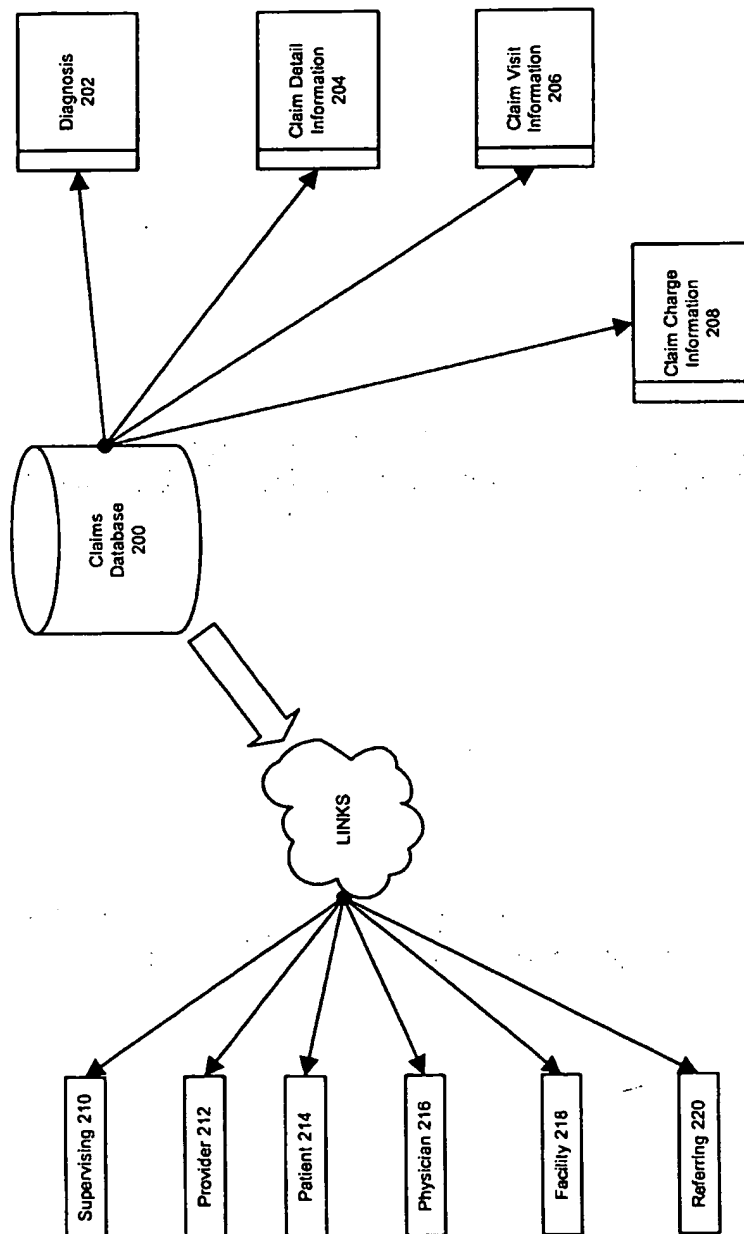 Diagnosis
202
Claim Detail
Information
204
Claim Visit
Information
206
Claim Charge
Information
208
Claims
Database
200
LINKS
Supervising 210
Provider 212
Patient 214
Physician 216
Facility 218
Referring 220